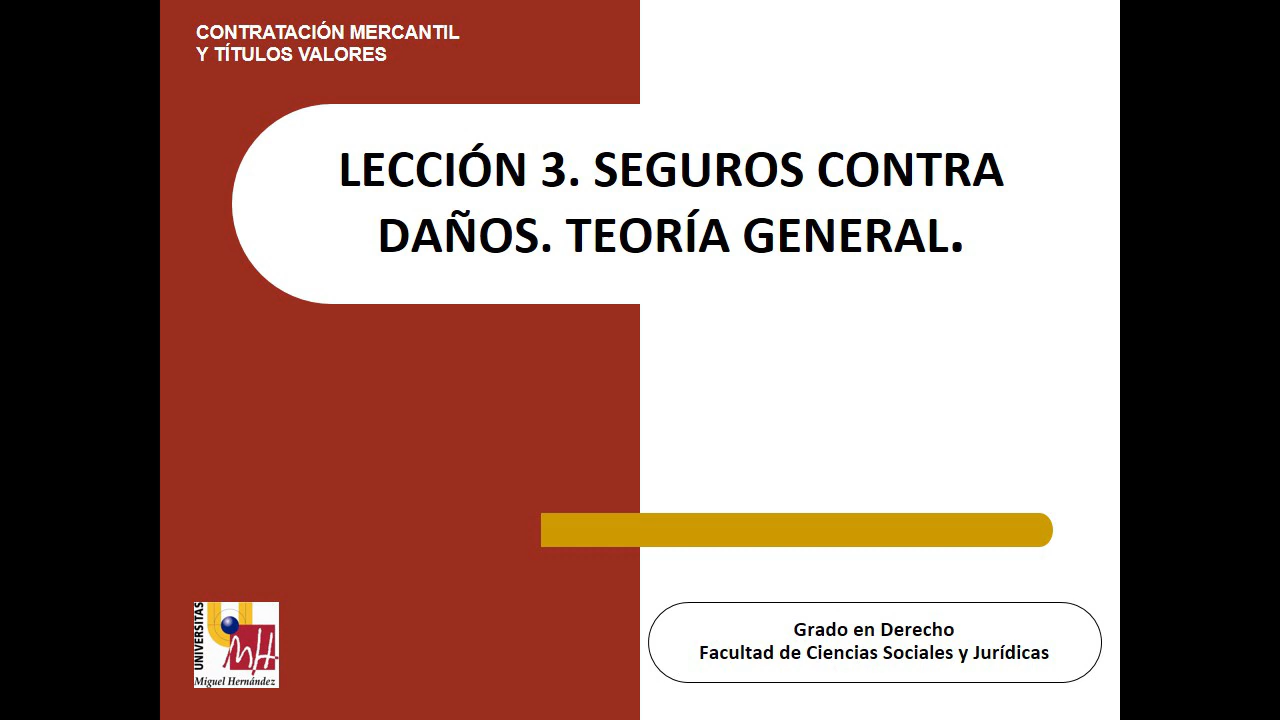 CONTRATACIÓN MERCANTIL
Y TÍTULOS VALORES
LECCIÓN 3. SEGUROS CONTRA
DAÑOS. TEORÍA GENERAL.
UNIVERSITAS
Miguel Hernández
Grado en Derecho
Facultad de Ciencias Sociales y Jurídicas